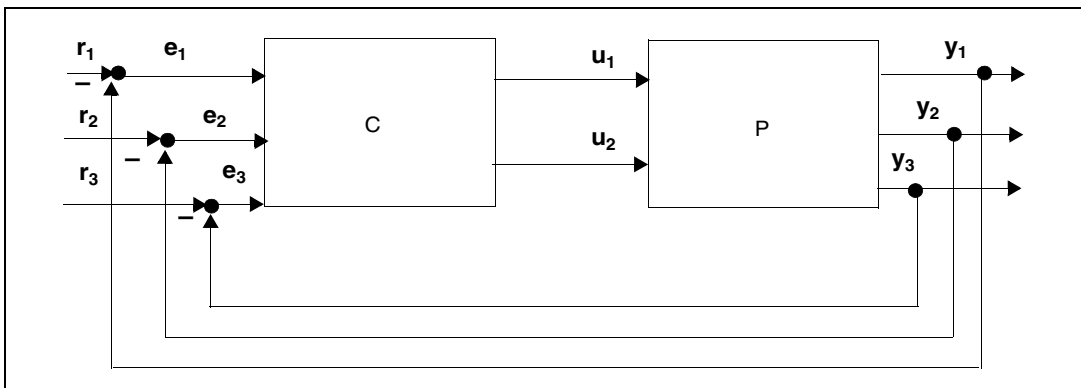 r₁ e₁ u₁ y₁
–
r₂ e₂ C P y₂
– u₂
r₃ e₃ y₃
–